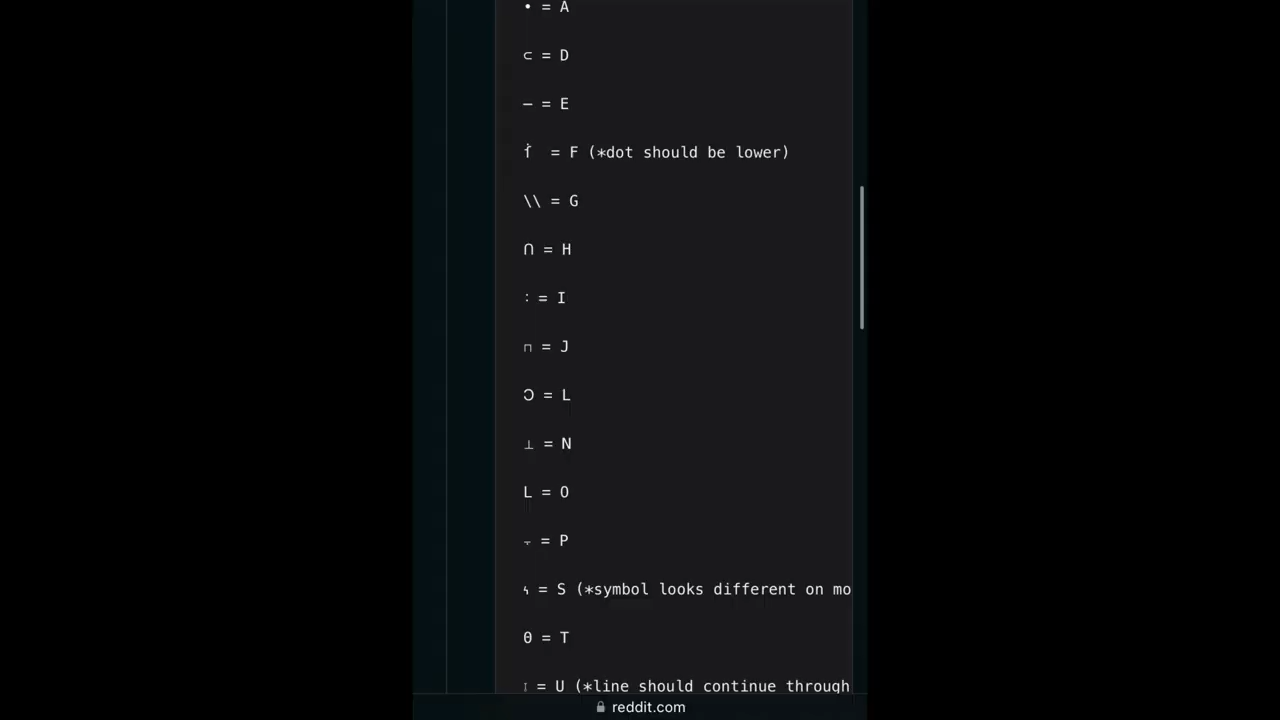 • = A
⊂ = D
— = E
ḟ = F (*dot should be lower)
\\ = G
∩ = H
: = I
⊓ = J
Ɔ = L
⊥ = N
L = O
⫟ = P
ϟ = S (*symbol looks different on mo
θ = T
⊺ = U (*line should continue through
reddit.com